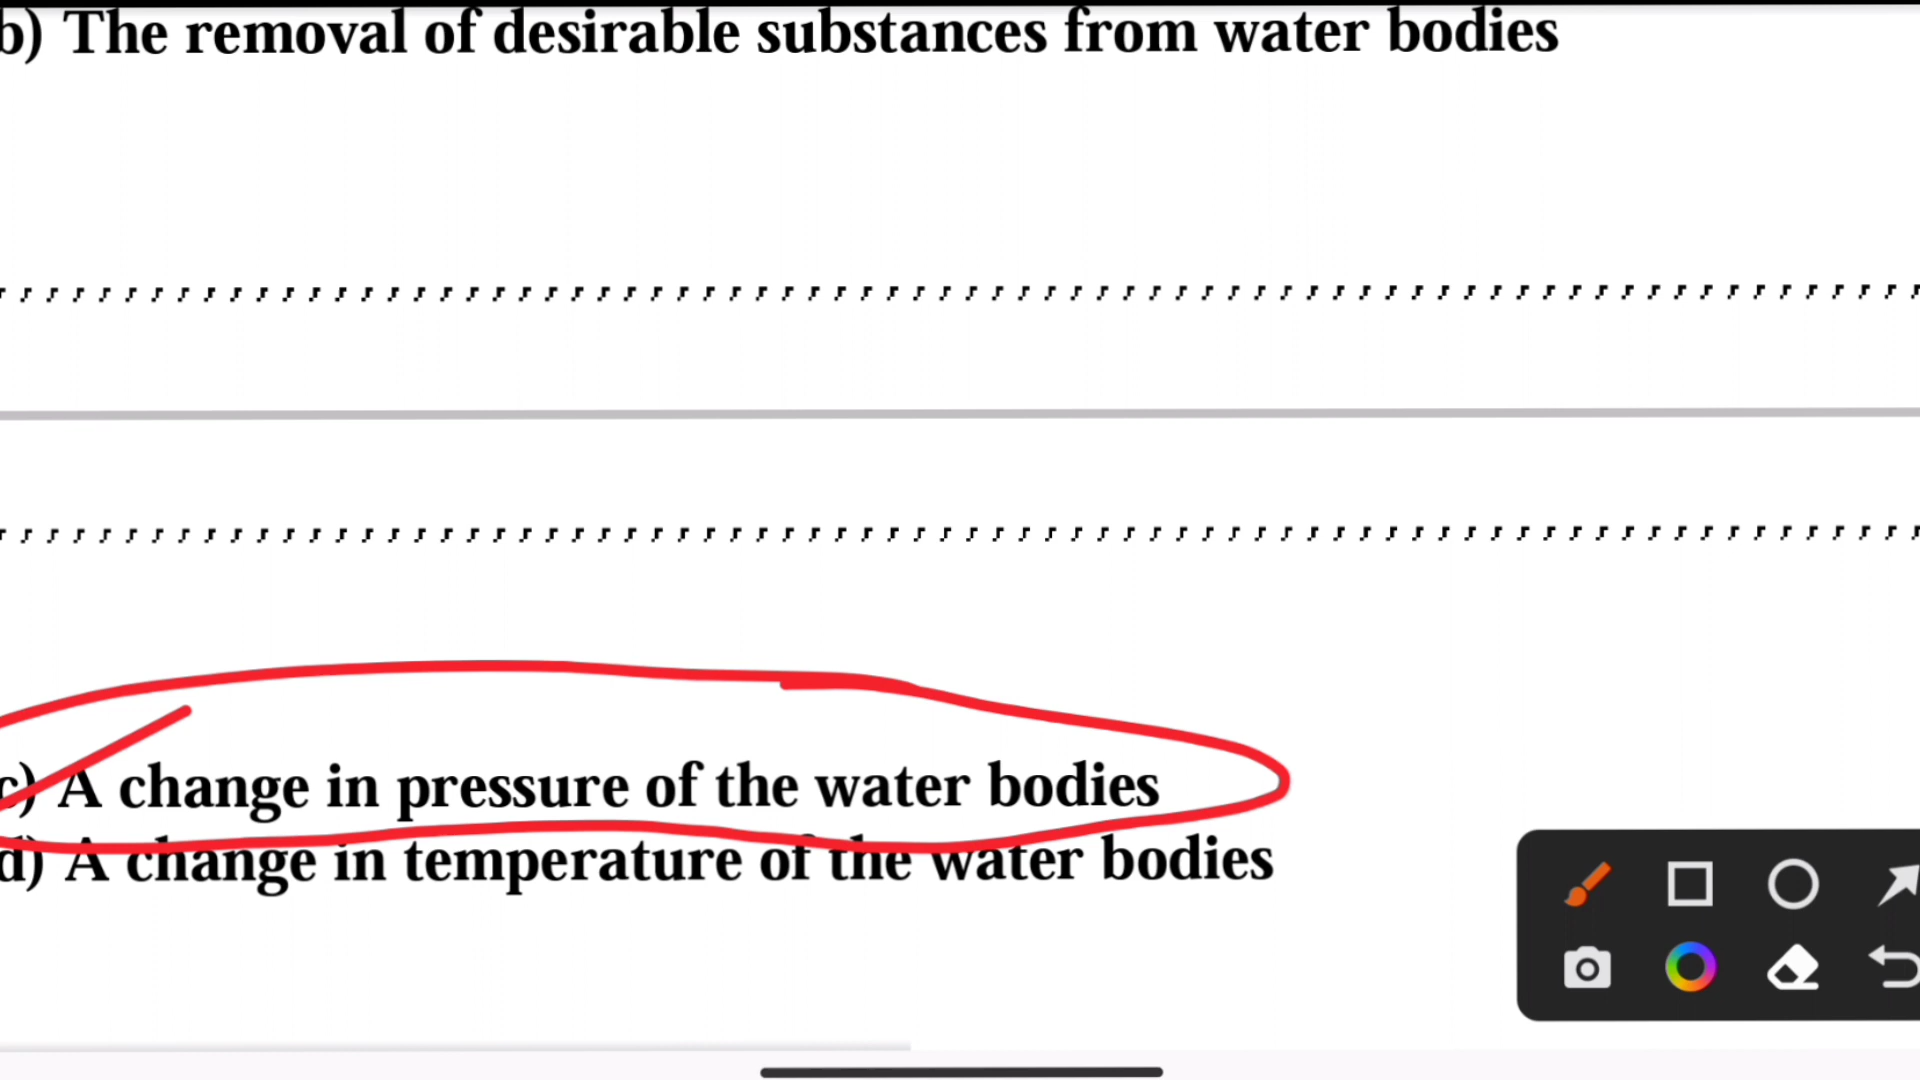 b) The removal of desirable substances from water bodies
c) A change in pressure of the water bodies
d) A change in temperature of the water bodies